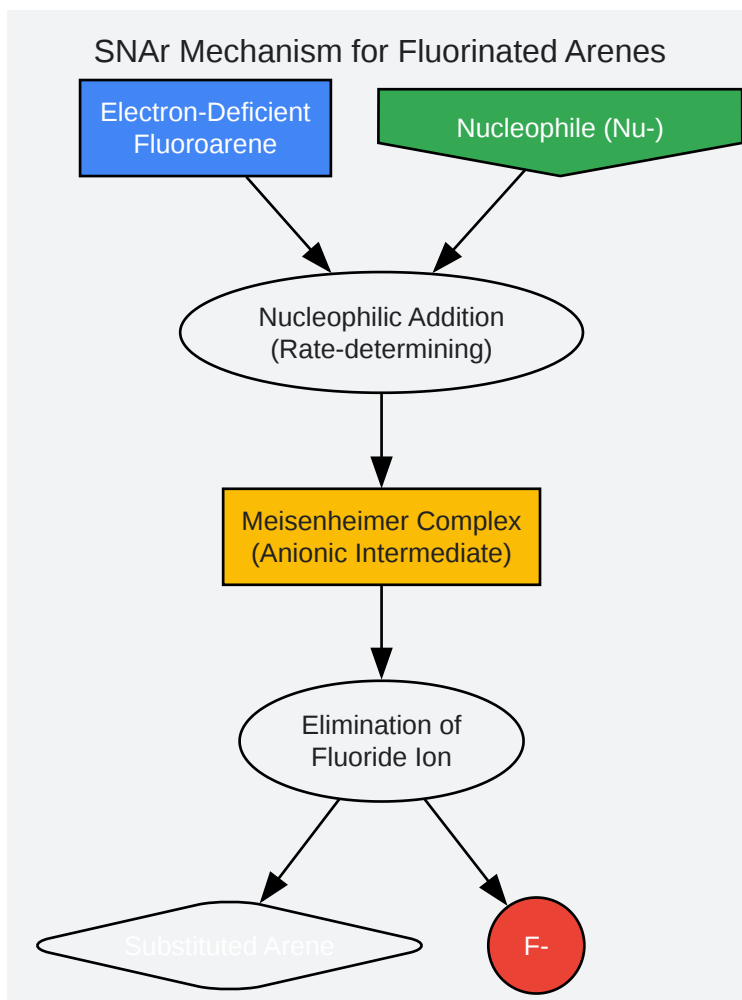 SNAr Mechanism for Fluorinated Arenes
Electron-Deficient
Fluoroarene
Nucleophile (Nu-)
Nucleophilic Addition
(Rate-determining)
Meisenheimer Complex
(Anionic Intermediate)
Elimination of
Fluoride Ion
Substituted Arene
F-